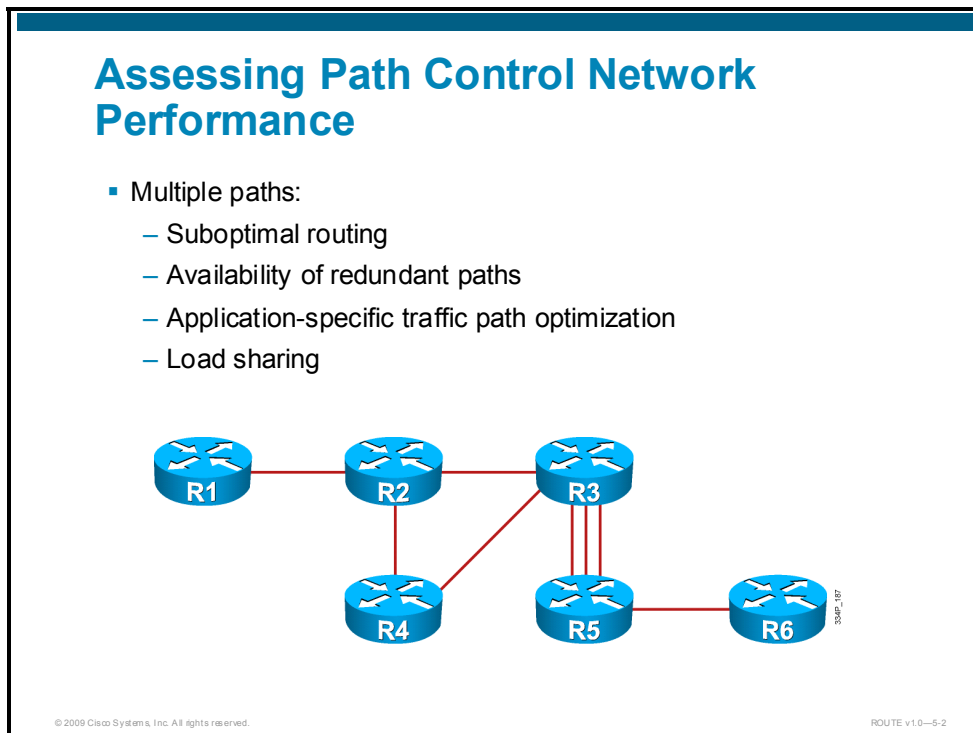 Assessing Path Control Network
Performance
▪ Multiple paths:
– Suboptimal routing
– Availability of redundant paths
– Application-specific traffic path optimization
– Load sharing
R1
R2
R3
R4
R5
R6
334P_187
© 2009 Cisco Systems, Inc. All rights reserved.
ROUTE v1.0—5-2